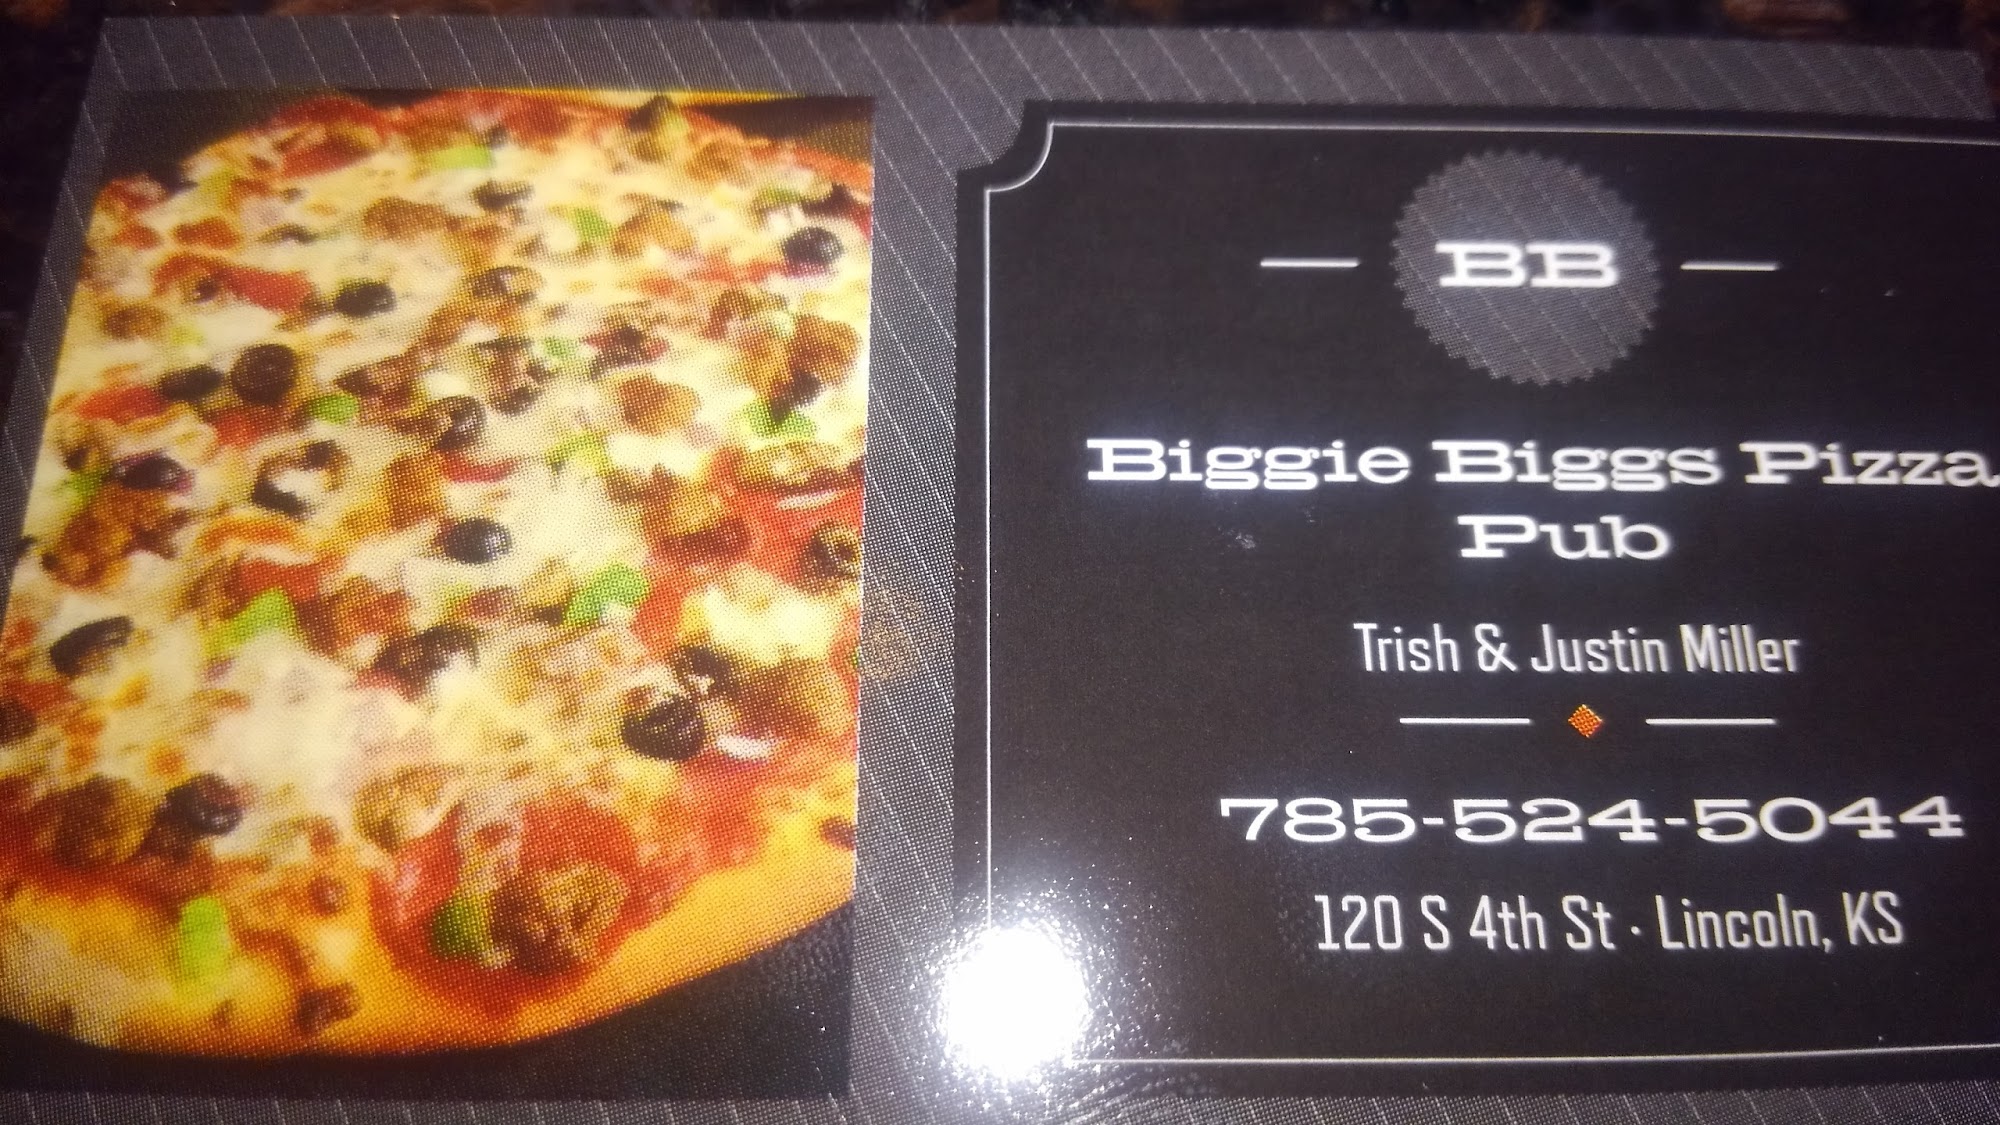 BB
Biggie Biggs Pizza
Pub
Trish & Justin Miller
785-524-5044
120 S 4th St · Lincoln, KS